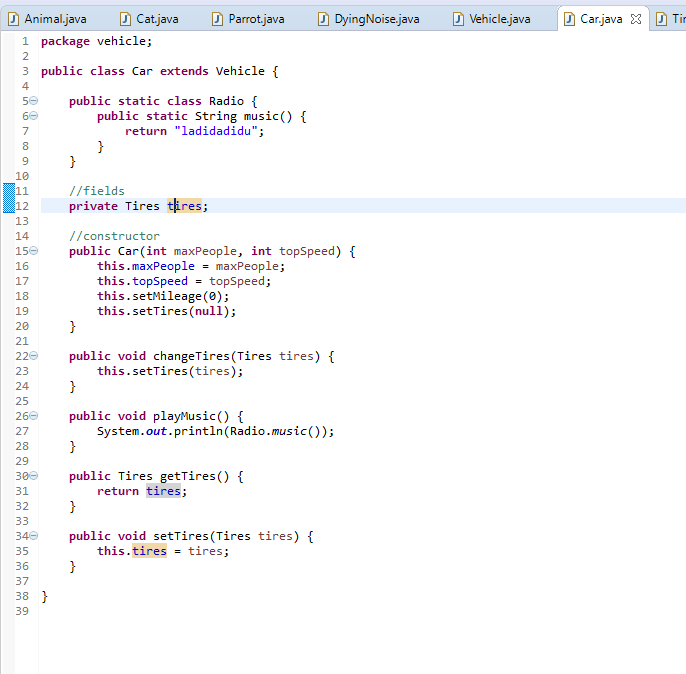 Animal.java Cat.java Parrot.java DyingNoise.java Vehicle.java Car.java
1 package vehicle;
2
3 public class Car extends Vehicle {
4
5 public static class Radio {
6 public static String music() {
7 return "ladidadidu";
8 }
9 }
10
11 //fields
12 private Tires tires;
13
14 //constructor
15 public Car(int maxPeople, int topSpeed) {
16 this.maxPeople = maxPeople;
17 this.topSpeed = topSpeed;
18 this.setMileage(0);
19 this.setTires(null);
20 }
21
22 public void changeTires(Tires tires) {
23 this.setTires(tires);
24 }
25
26 public void playMusic() {
27 System.out.println(Radio.music());
28 }
29
30 public Tires getTires() {
31 return tires;
32 }
33
34 public void setTires(Tires tires) {
35 this.tires = tires;
36 }
37
38 }
39